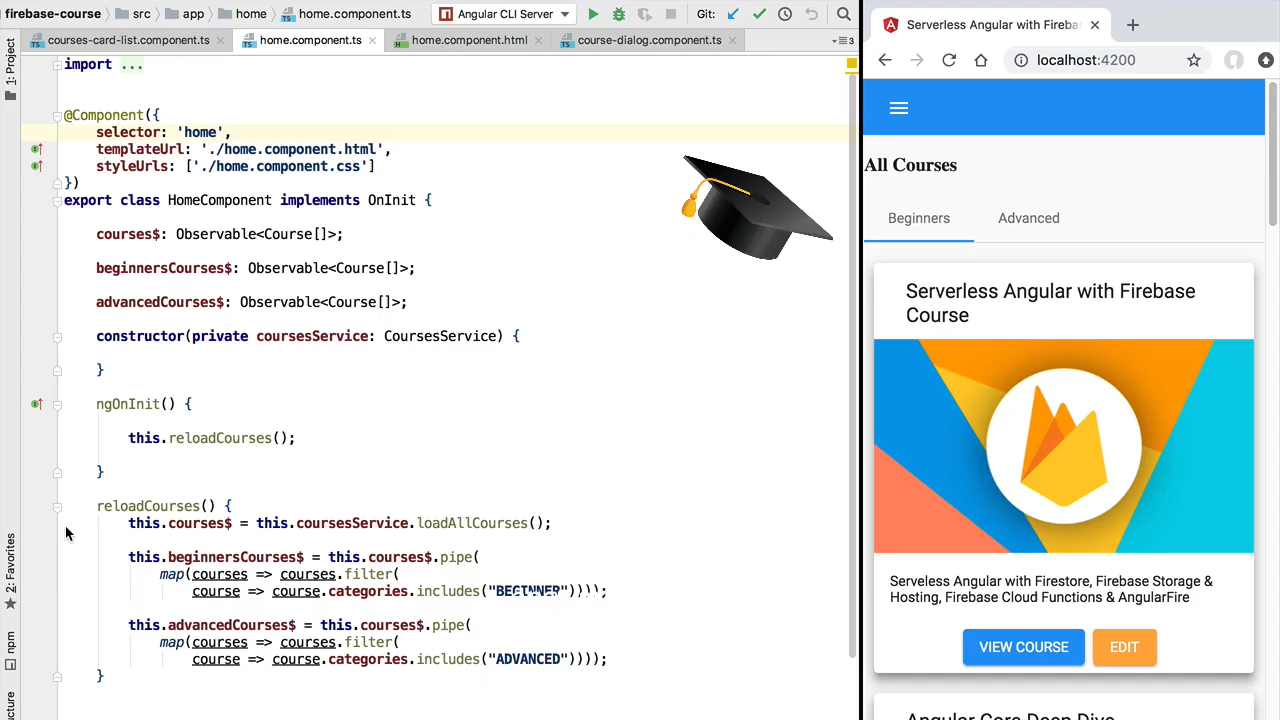 firebase-course src app home home.component.ts Angular CLI Server Git:
courses-card-list.component.ts home.component.ts home.component.html course-dialog.component.ts 3
1: Project
2: Favorites
npm
import ...
@Component({
selector: 'home',
templateUrl: './home.component.html',
styleUrls: ['./home.component.css']
})
export class HomeComponent implements OnInit {
courses$: Observable<Course[]>;
beginnersCourses$: Observable<Course[]>;
advancedCourses$: Observable<Course[]>;
constructor(private coursesService: CoursesService) {
}
ngOnInit() {
this.reloadCourses();
}
reloadCourses() {
this.courses$ = this.coursesService.loadAllCourses();
this.beginnersCourses$ = this.courses$.pipe(
map(courses => courses.filter(
course => course.categories.includes("BEGINNER"))));
this.advancedCourses$ = this.courses$.pipe(
map(courses => courses.filter(
course => course.categories.includes("ADVANCED"))));
}
Serverless Angular with Fireba
localhost:4200
All Courses
Beginners Advanced
Serverless Angular with Firebase
Course
Serveless Angular with Firestore, Firebase Storage &
Hosting, Firebase Cloud Functions & AngularFire
VIEW COURSE EDIT
Angular Core Deep Dive